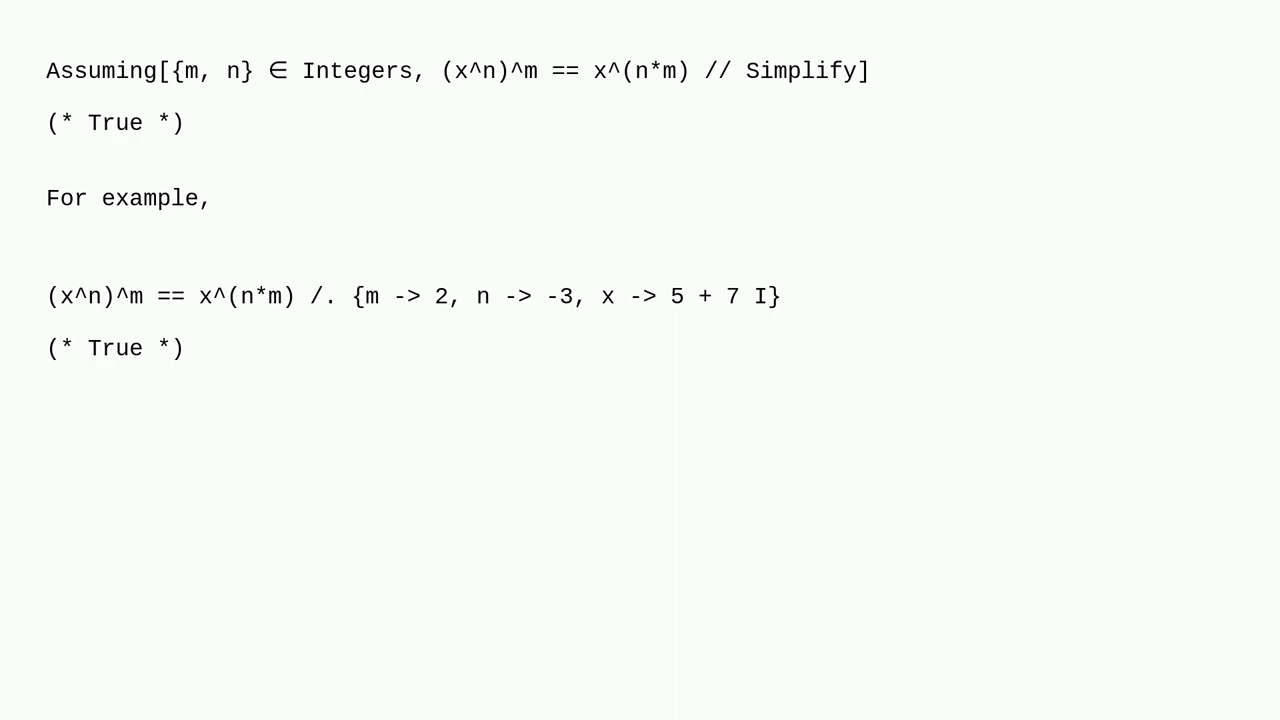 Assuming[{m, n} ∈ Integers, (x^n)^m == x^(n*m) // Simplify]
(* True *)
For example,
(x^n)^m == x^(n*m) /. {m -> 2, n -> -3, x -> 5 + 7 I}
(* True *)